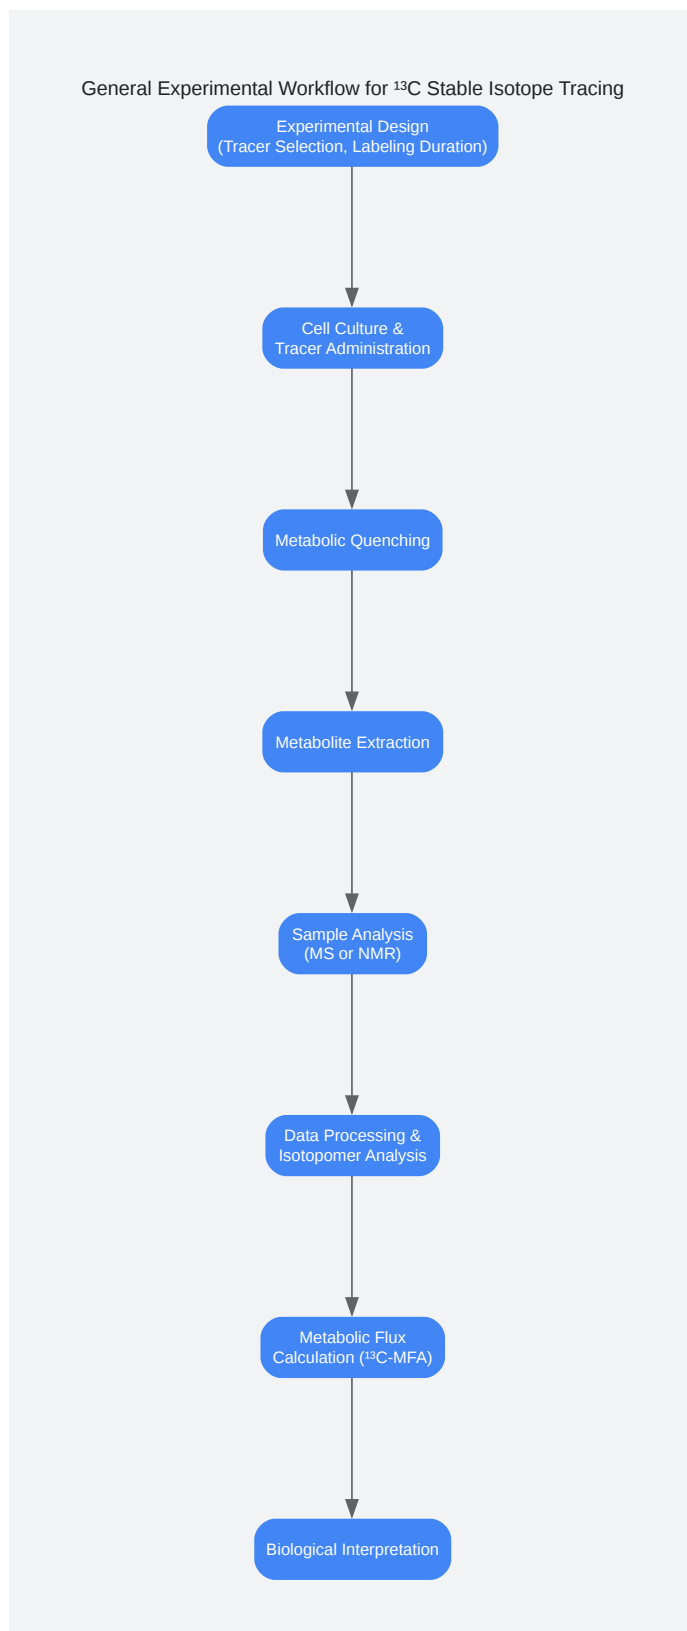 General Experimental Workflow for ¹³C Stable Isotope Tracing
Experimental Design
(Tracer Selection, Labeling Duration)
Cell Culture &
Tracer Administration
Metabolic Quenching
Metabolite Extraction
Sample Analysis
(MS or NMR)
Data Processing &
Isotopomer Analysis
Metabolic Flux
Calculation (¹³C-MFA)
Biological Interpretation